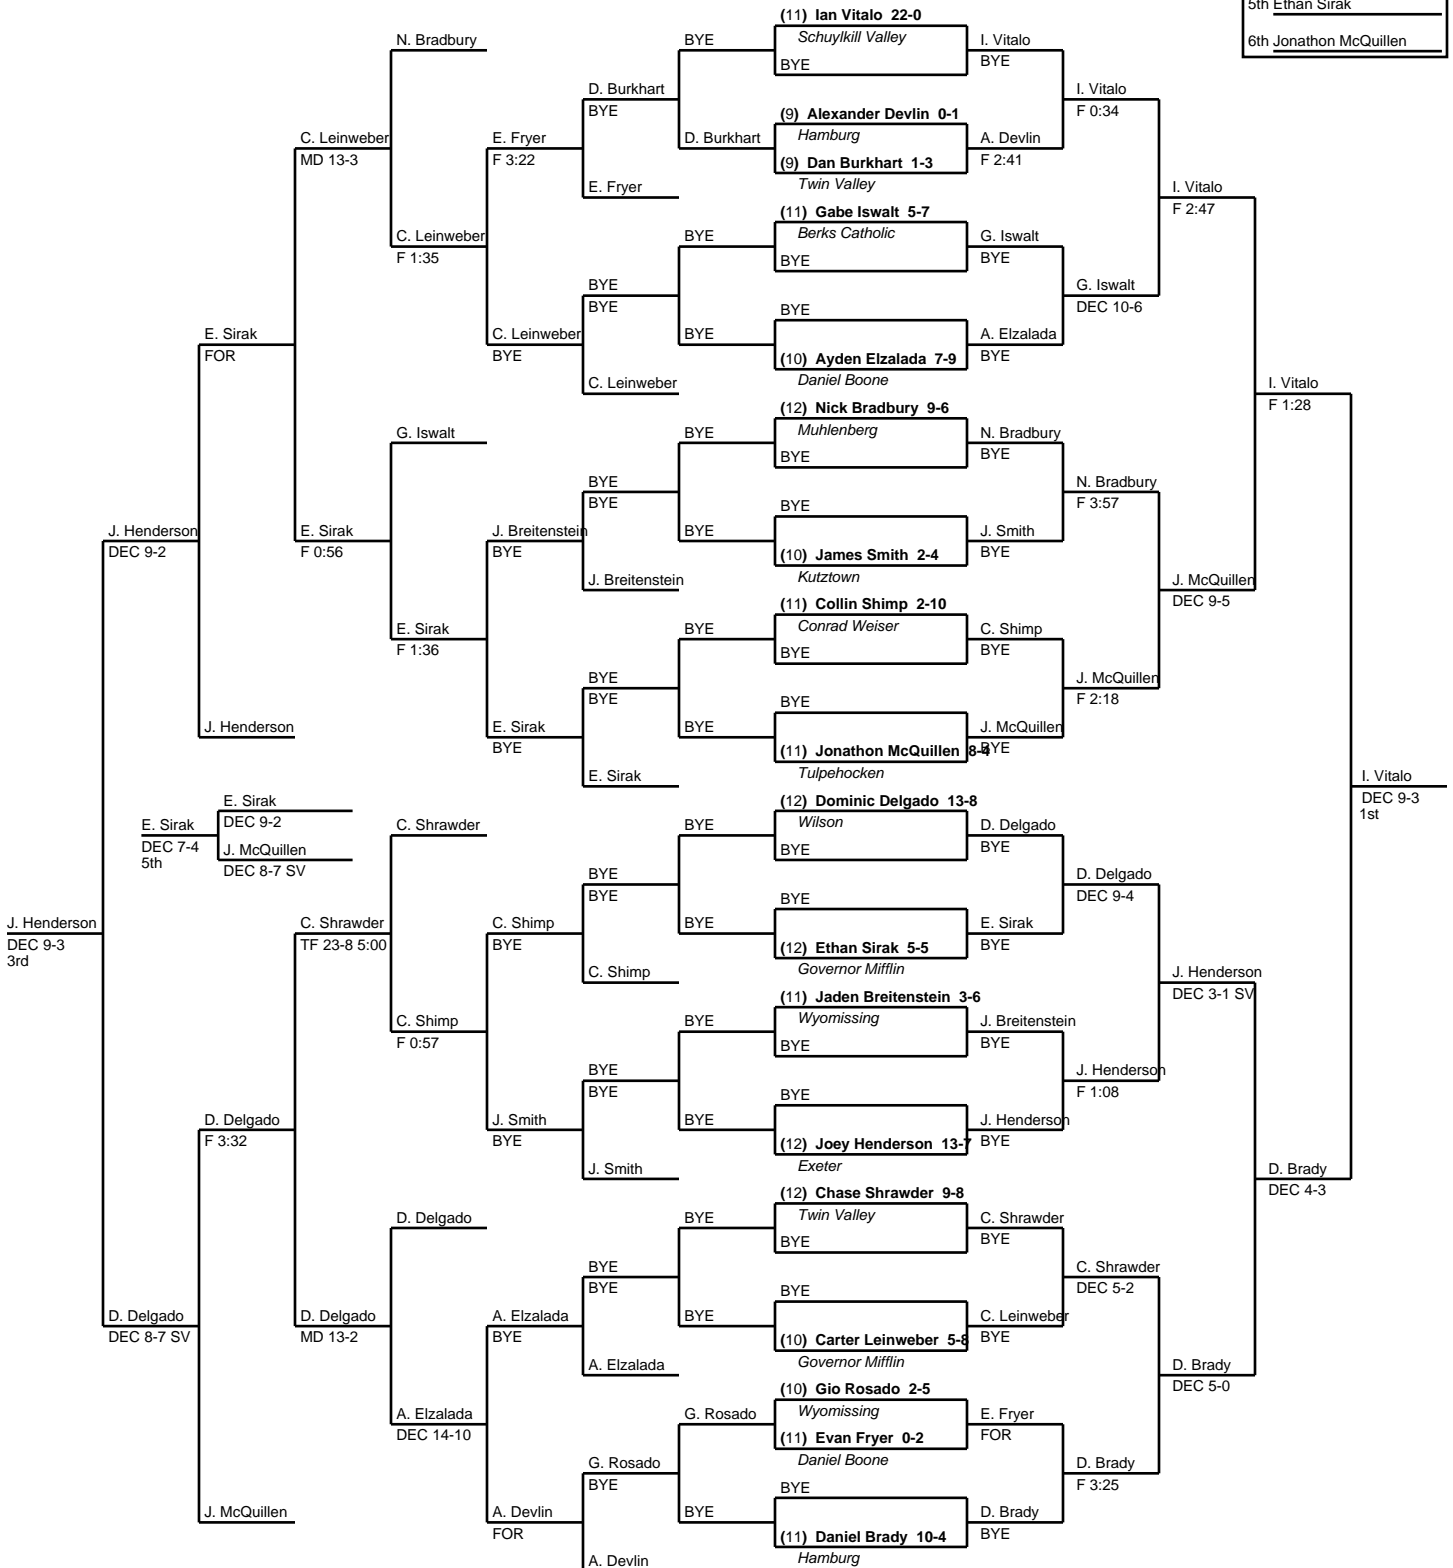 5th Ethan Sirak
6th Jonathon McQuillen
(11) Ian Vitalo 22-0
Schuylkill Valley
BYE
(9) Alexander Devlin 0-1
Hamburg
(9) Dan Burkhart 1-3
Twin Valley
(11) Gabe Iswalt 5-7
Berks Catholic
BYE
BYE
(10) Ayden Elzalada 7-9
Daniel Boone
(12) Nick Bradbury 9-6
Muhlenberg
BYE
BYE
(10) James Smith 2-4
Kutztown
(11) Collin Shimp 2-10
Conrad Weiser
BYE
BYE
(11) Jonathon McQuillen 8-4
Tulpehocken
(12) Dominic Delgado 13-8
Wilson
BYE
BYE
(12) Ethan Sirak 5-5
Governor Mifflin
(11) Jaden Breitenstein 3-6
Wyomissing
BYE
BYE
(12) Joey Henderson 13-7
Exeter
(12) Chase Shrawder 9-8
Twin Valley
BYE
BYE
(10) Carter Leinweber 5-8
Governor Mifflin
(10) Gio Rosado 2-5
Wyomissing
(11) Evan Fryer 0-2
Daniel Boone
BYE
(11) Daniel Brady 10-4
Hamburg
I. Vitalo
BYE
A. Devlin
F 2:41
G. Iswalt
BYE
A. Elzalada
BYE
N. Bradbury
BYE
J. Smith
BYE
C. Shimp
BYE
J. McQuillen
BYE
D. Delgado
BYE
E. Sirak
BYE
J. Breitenstein
BYE
J. Henderson
BYE
C. Shrawder
BYE
C. Leinweber
BYE
E. Fryer
FOR
D. Brady
BYE
I. Vitalo
F 0:34
G. Iswalt
DEC 10-6
N. Bradbury
F 3:57
J. McQuillen
F 2:18
D. Delgado
DEC 9-4
J. Henderson
F 1:08
C. Shrawder
DEC 5-2
D. Brady
F 3:25
I. Vitalo
F 2:47
J. McQuillen
DEC 9-5
J. Henderson
DEC 3-1 SV
D. Brady
DEC 5-0
I. Vitalo
F 1:28
D. Brady
DEC 4-3
I. Vitalo
DEC 9-3
1st
BYE
D. Burkhart
BYE
BYE
BYE
BYE
BYE
BYE
BYE
BYE
BYE
BYE
BYE
BYE
G. Rosado
BYE
D. Burkhart
BYE
E. Fryer
BYE
BYE
C. Leinweber
BYE
BYE
J. Breitenstein
BYE
BYE
E. Sirak
BYE
BYE
C. Shimp
BYE
BYE
J. Smith
BYE
BYE
A. Elzalada
G. Rosado
BYE
A. Devlin
E. Fryer
F 3:22
C. Leinweber
BYE
J. Breitenstein
BYE
E. Sirak
BYE
C. Shimp
BYE
J. Smith
BYE
A. Elzalada
BYE
A. Devlin
FOR
N. Bradbury
C. Leinweber
F 1:35
G. Iswalt
E. Sirak
F 1:36
C. Shrawder
C. Shimp
F 0:57
D. Delgado
A. Elzalada
DEC 14-10
C. Leinweber
MD 13-3
E. Sirak
F 0:56
C. Shrawder
TF 23-8 5:00
D. Delgado
MD 13-2
E. Sirak
FOR
J. Henderson
D. Delgado
F 3:32
J. McQuillen
J. Henderson
DEC 9-2
D. Delgado
DEC 8-7 SV
J. Henderson
DEC 9-3
3rd
E. Sirak
DEC 9-2
J. McQuillen
DEC 8-7 SV
E. Sirak
DEC 7-4
5th